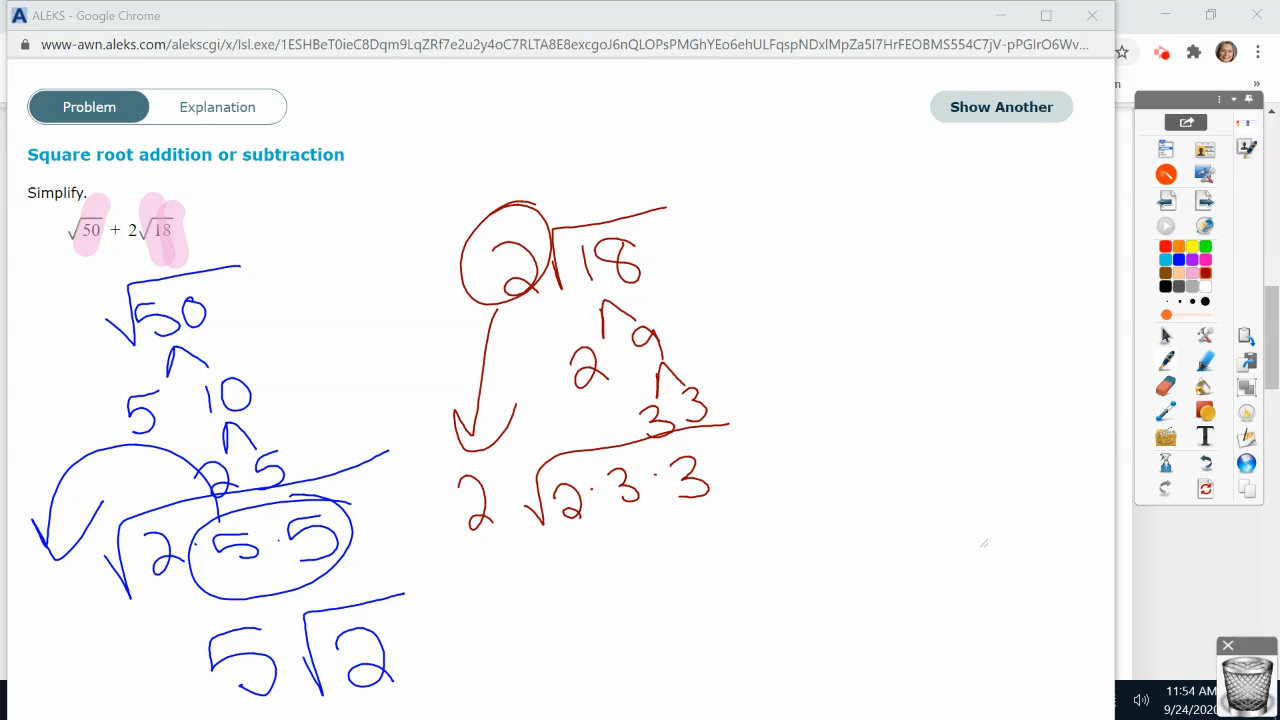 ALEKS - Google Chrome
www-awn.aleks.com/alekscgi/x/lsl.exe/1ESHBeT0ieC8Dqm9LqZRf7e2u2y4oC7RLTA8E8excgoJ6nQLOPsPMGhYEo6ehULFqspNDxlMpZa5I7HrFEOBMS554C7jV-pPGlrO6Wv...
Problem
Explanation
Show Another
Square root addition or subtraction
Simplify.
√50 + 2√18
√50
5 10
2 5
√2·5·5
5√2
2√18
2 9
3 3
2 √2·3·3
T
11:54 AM
9/24/2020